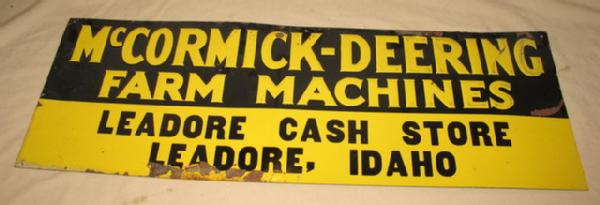 McCORMICK-DEERING
FARM MACHINES
LEADORE CASH STORE
LEADORE, IDAHO